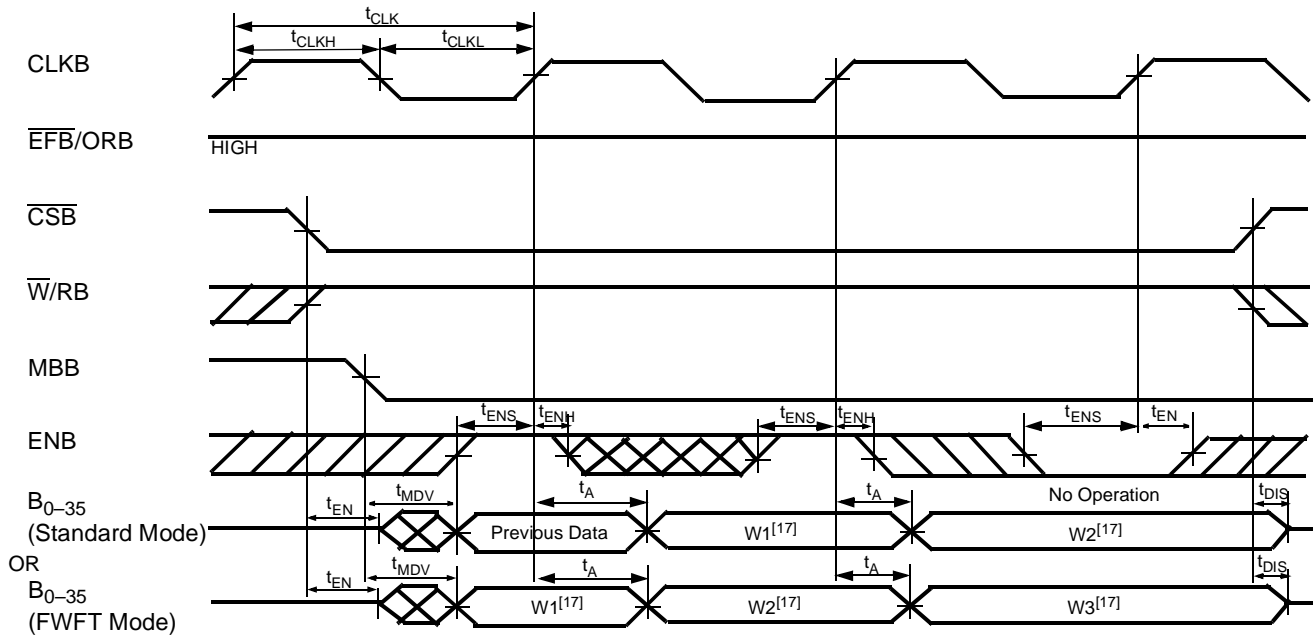 tCLK
tCLKH tCLKL
CLKB
EFB/ORB
HIGH
CSB
W/RB
MBB
tENS tENH tENS tENH tENS tEN
ENB
B0–35
(Standard Mode)
tEN tMDV tA tA No Operation tDIS
Previous Data W1[17] W2[17]
OR
B0–35
(FWFT Mode)
tEN tMDV tA tA tDIS
W1[17] W2[17] W3[17]